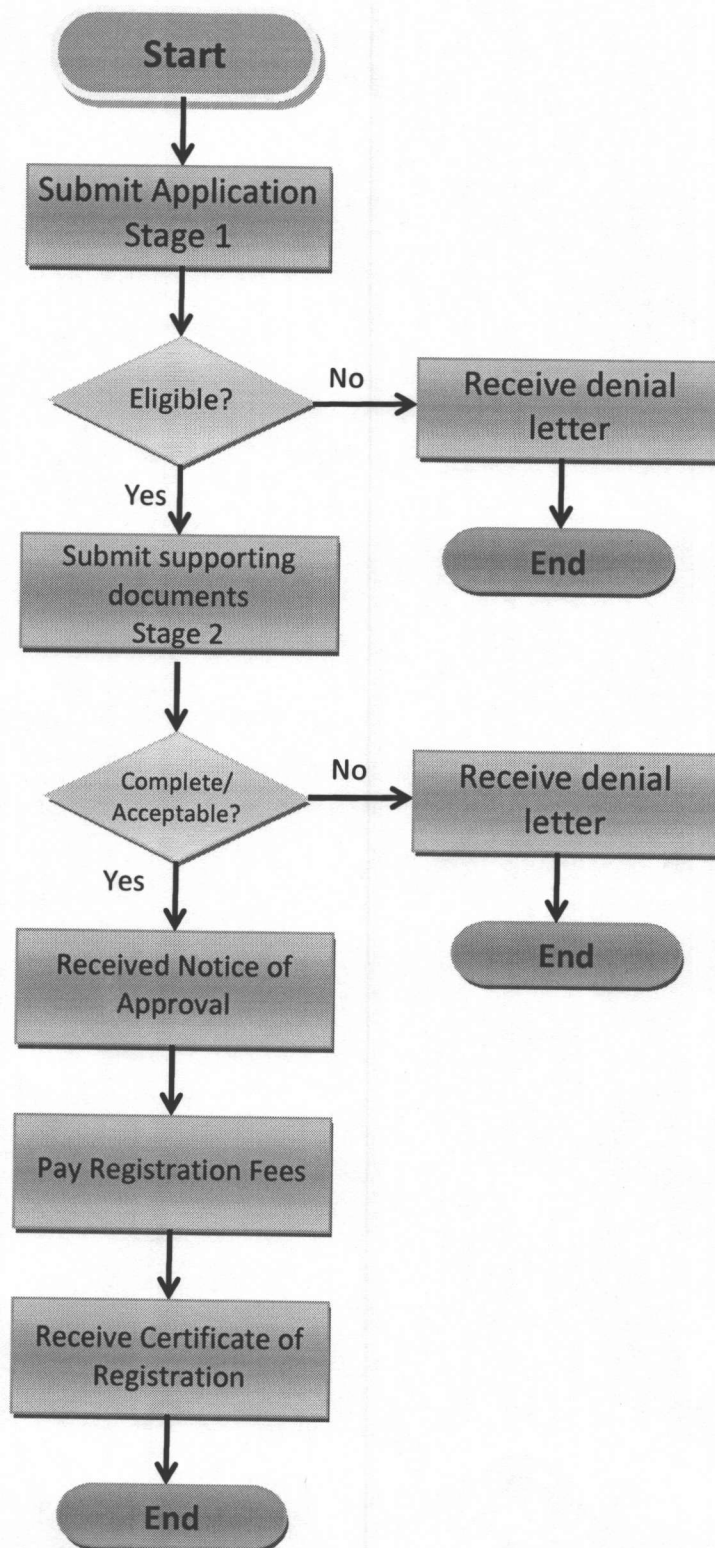 Start
Submit Application
Stage 1
Eligible?
No
Receive denial
letter
Yes
End
Submit supporting
documents
Stage 2
Complete/
Acceptable?
No
Receive denial
letter
Yes
End
Received Notice of
Approval
Pay Registration Fees
Receive Certificate of
Registration
End